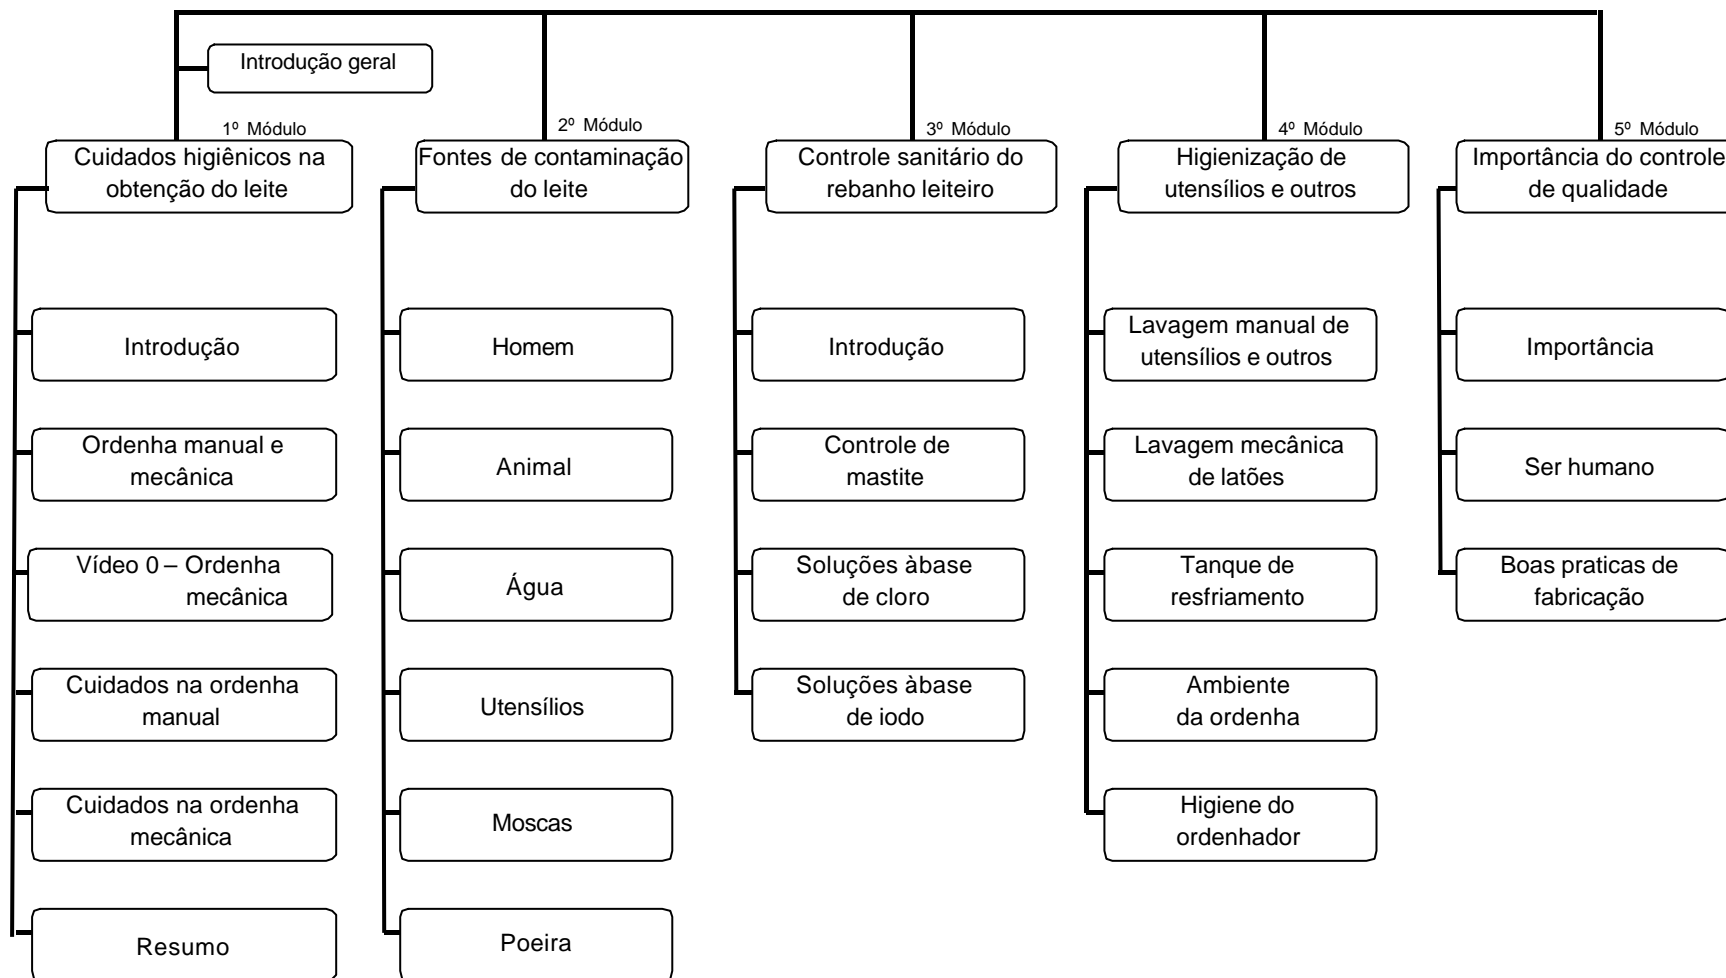 Introdução geral
1º Módulo
Cuidados higiênicos na
obtenção do leite
Introdução
Ordenha manual e
mecânica
Vídeo 0 – Ordenha
mecânica
Cuidados na ordenha
manual
Cuidados na ordenha
mecânica
Resumo
2º Módulo
Fontes de contaminação
do leite
Homem
Animal
Água
Utensílios
Moscas
Poeira
3º Módulo
Controle sanitário do
rebanho leiteiro
Introdução
Controle de
mastite
Soluções àbase
de cloro
Soluções àbase
de iodo
4º Módulo
Higienização de
utensílios e outros
Lavagem manual de
utensílios e outros
Lavagem mecânica
de latões
Tanque de
resfriamento
Ambiente
da ordenha
Higiene do
ordenhador
5º Módulo
Importância do controle
de qualidade
Importância
Ser humano
Boas praticas de
fabricação